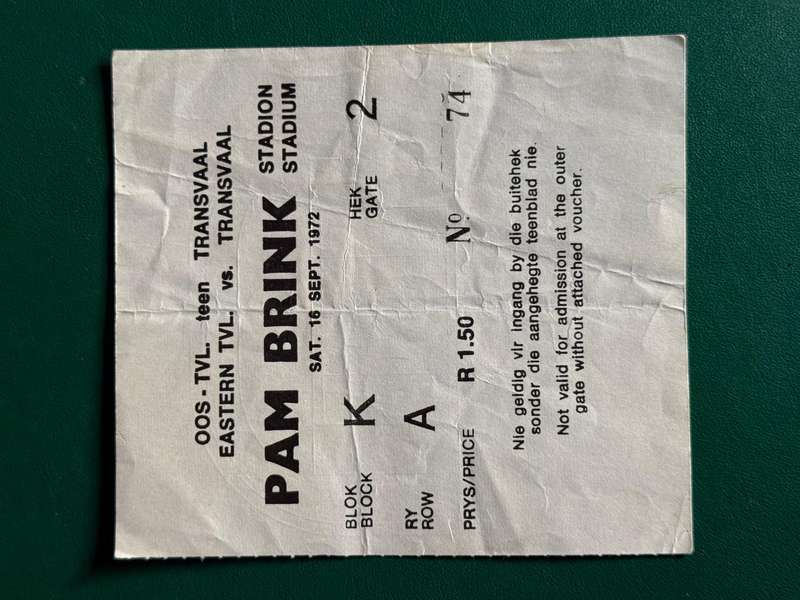 OOS-TVL. teen TRANSVAAL
EASTERN TVL. vs. TRANSVAAL
PAM BRINK STADION STADIUM
SAT. 16 SEPT. 1972
BLOK
BLOCK K
HEK
GATE 2
RY
ROW A
PRYS/PRICE R 1.50 Nº 74
Nie geldig vir ingang by die buitehek
sonder die aangehegte teenblad nie.
Not valid for admission at the outer
gate without attached voucher.